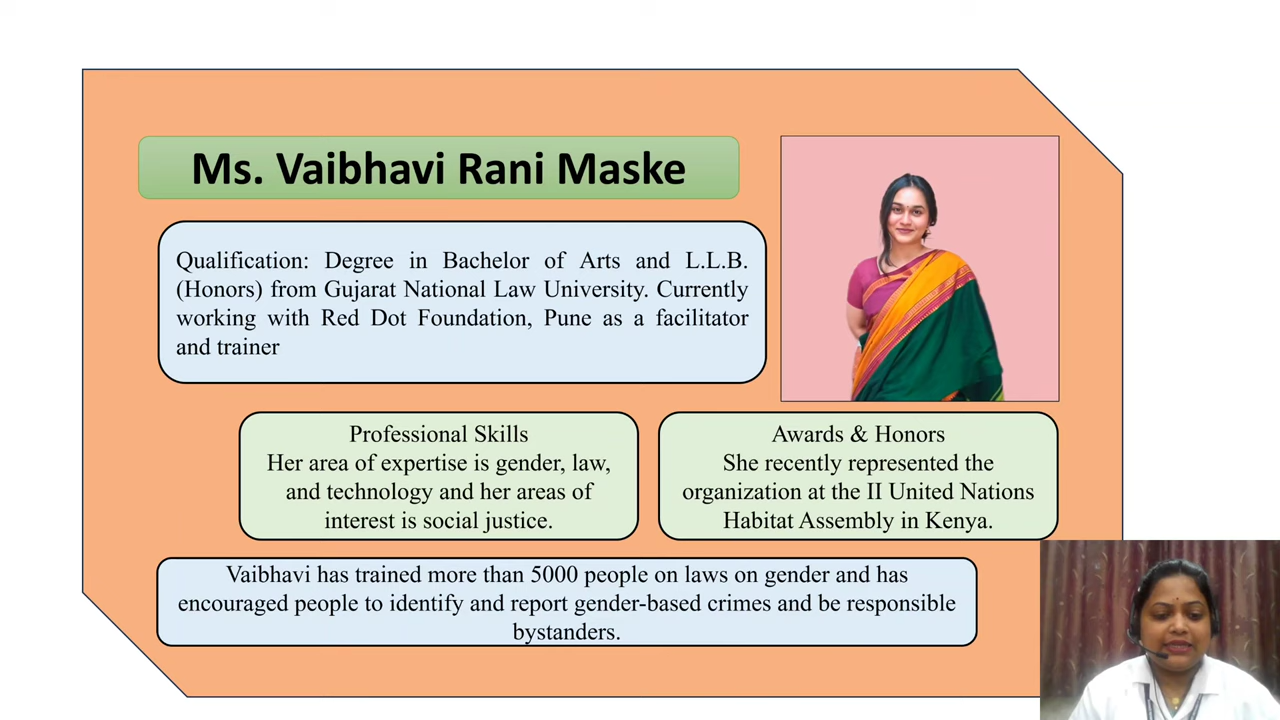 Ms. Vaibhavi Rani Maske
Qualification: Degree in Bachelor of Arts and L.L.B.
(Honors) from Gujarat National Law University. Currently
working with Red Dot Foundation, Pune as a facilitator
and trainer
Professional Skills
Her area of expertise is gender, law,
and technology and her areas of
interest is social justice.
Awards & Honors
She recently represented the
organization at the II United Nations
Habitat Assembly in Kenya.
Vaibhavi has trained more than 5000 people on laws on gender and has
encouraged people to identify and report gender-based crimes and be responsible
bystanders.